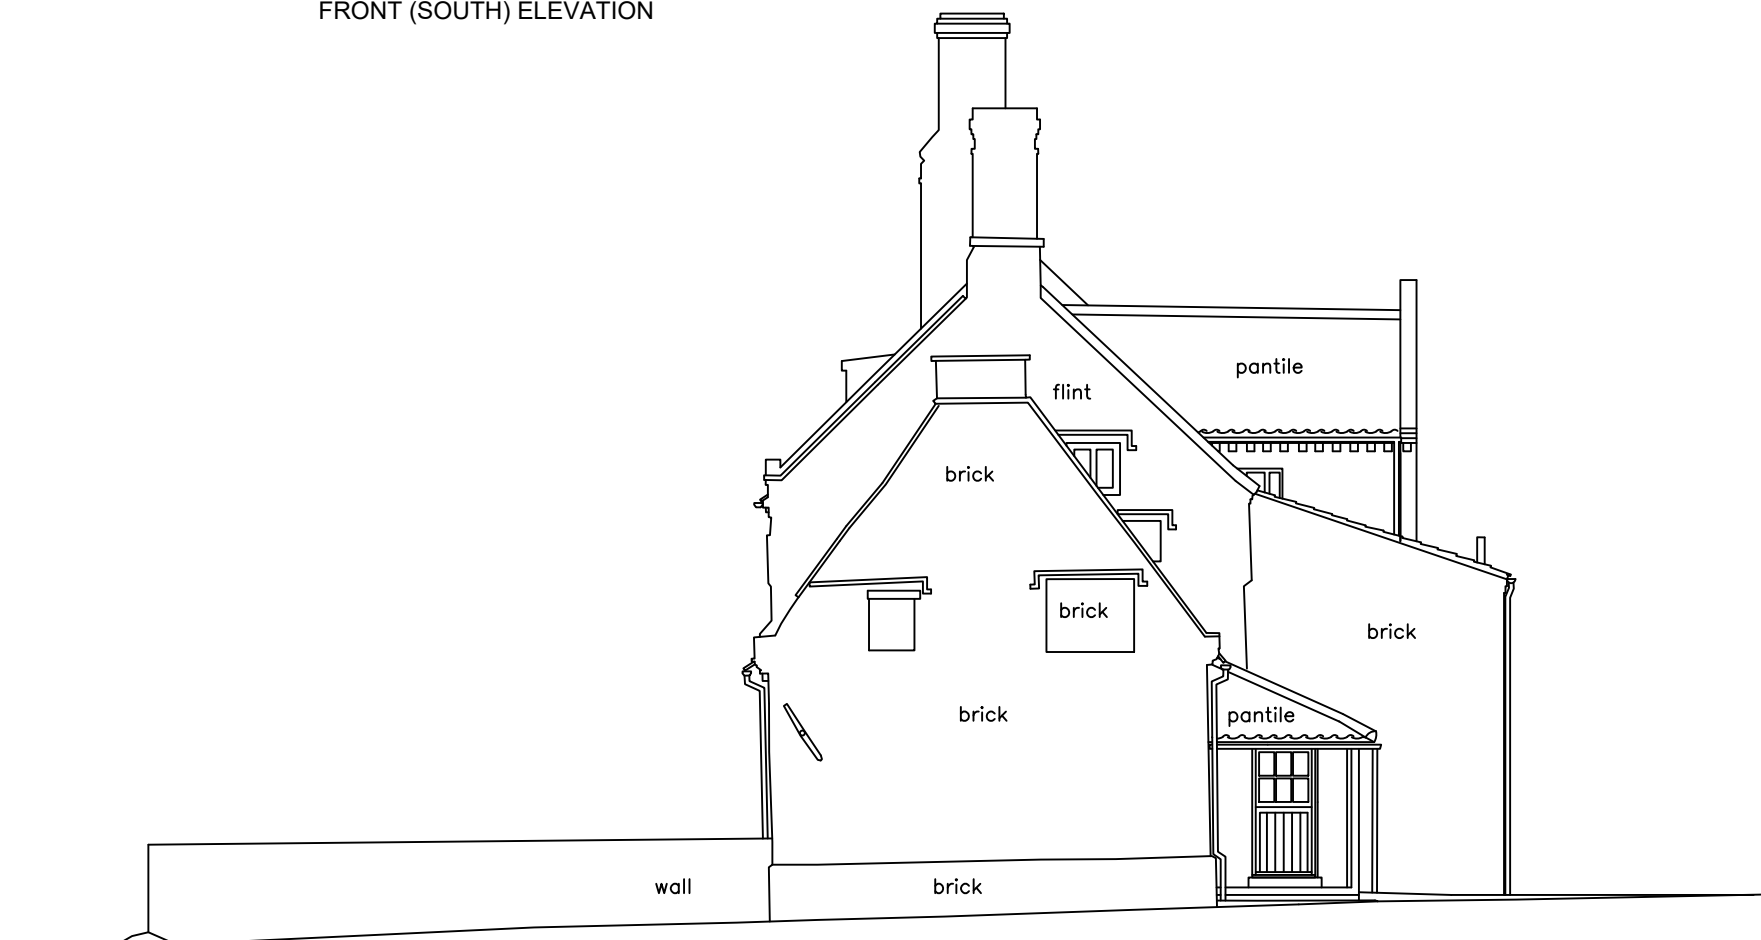 FRONT (SOUTH) ELEVATION
pantile
flint
brick
brick
brick
brick
pantile
wall
brick